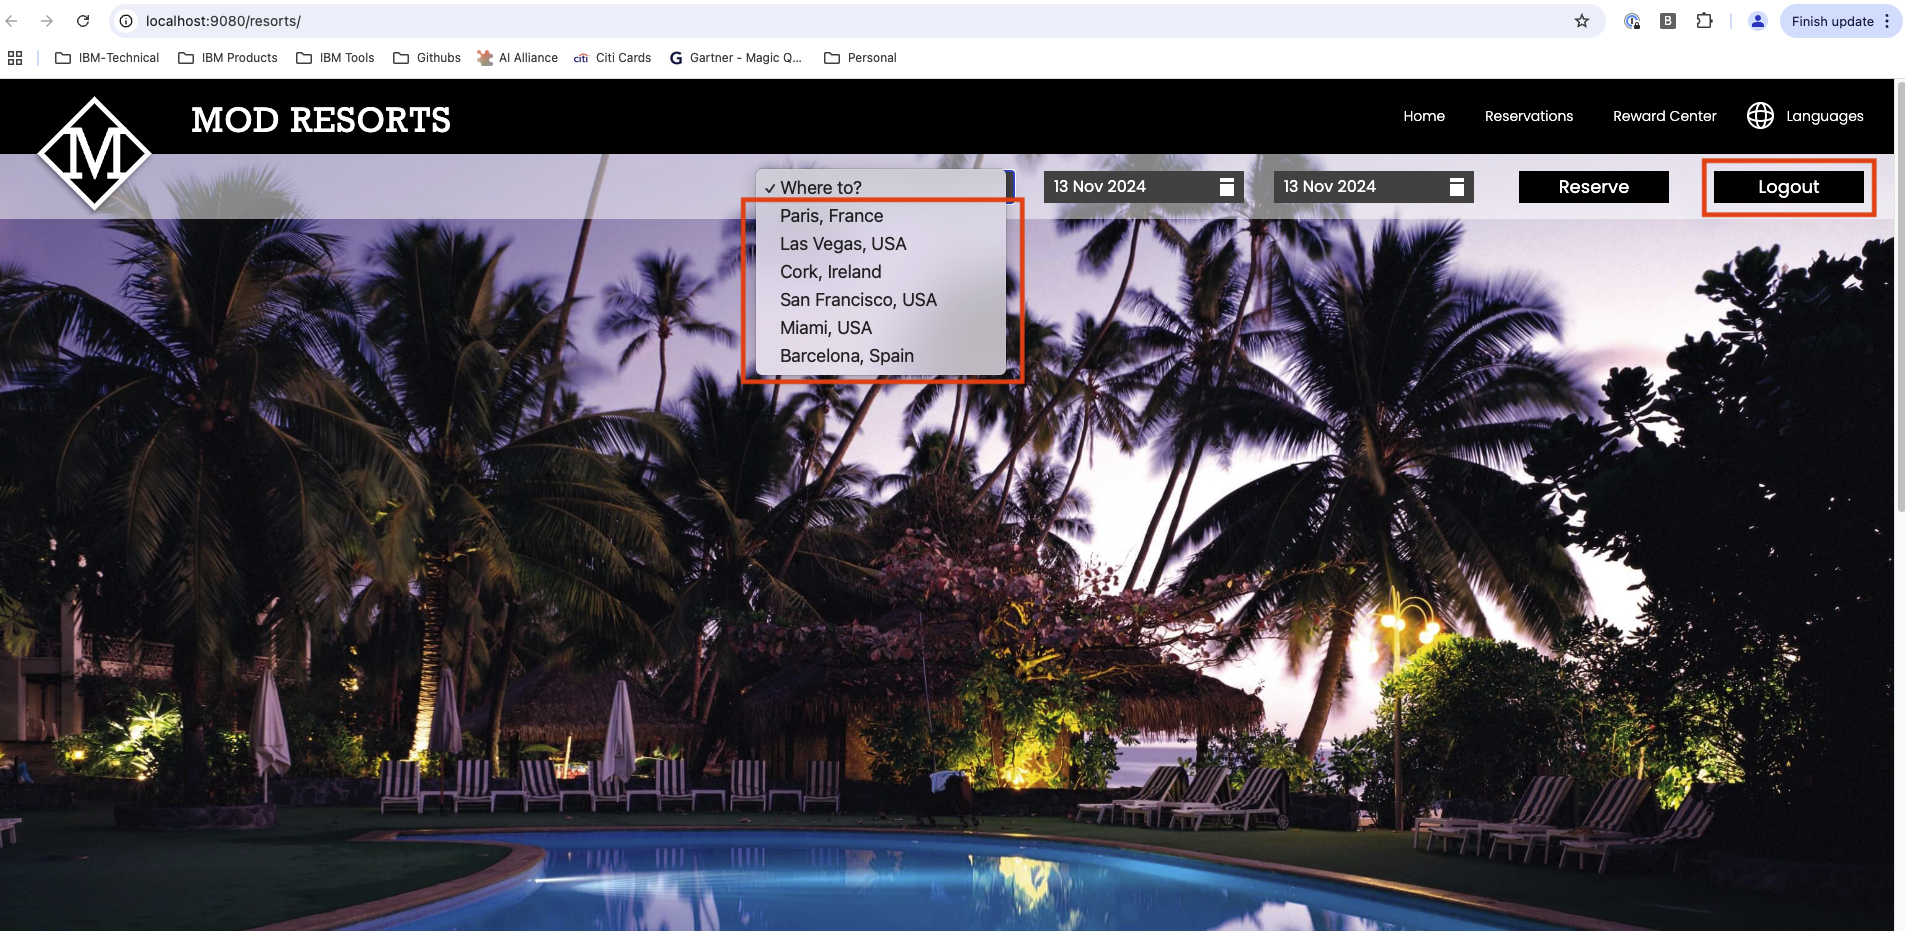 localhost:9080/resorts/
B
Finish update
IBM-Technical
IBM Products
IBM Tools
Githubs
AI Alliance
citi Citi Cards
G Gartner - Magic Q...
Personal
M
MOD RESORTS
Home
Reservations
Reward Center
Languages
✓ Where to?
Paris, France
Las Vegas, USA
Cork, Ireland
San Francisco, USA
Miami, USA
Barcelona, Spain
13 Nov 2024
13 Nov 2024
Reserve
Logout